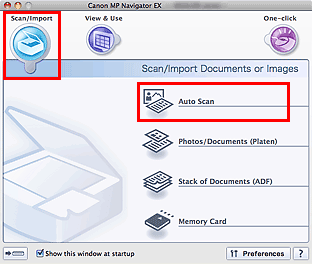 Canon MP Navigator EX
Scan/Import
View & Use
One-click
Scan/Import Documents or Images
Auto Scan
Photos/Documents (Platen)
Stack of Documents (ADF)
Memory Card
Show this window at startup
Preferences
?